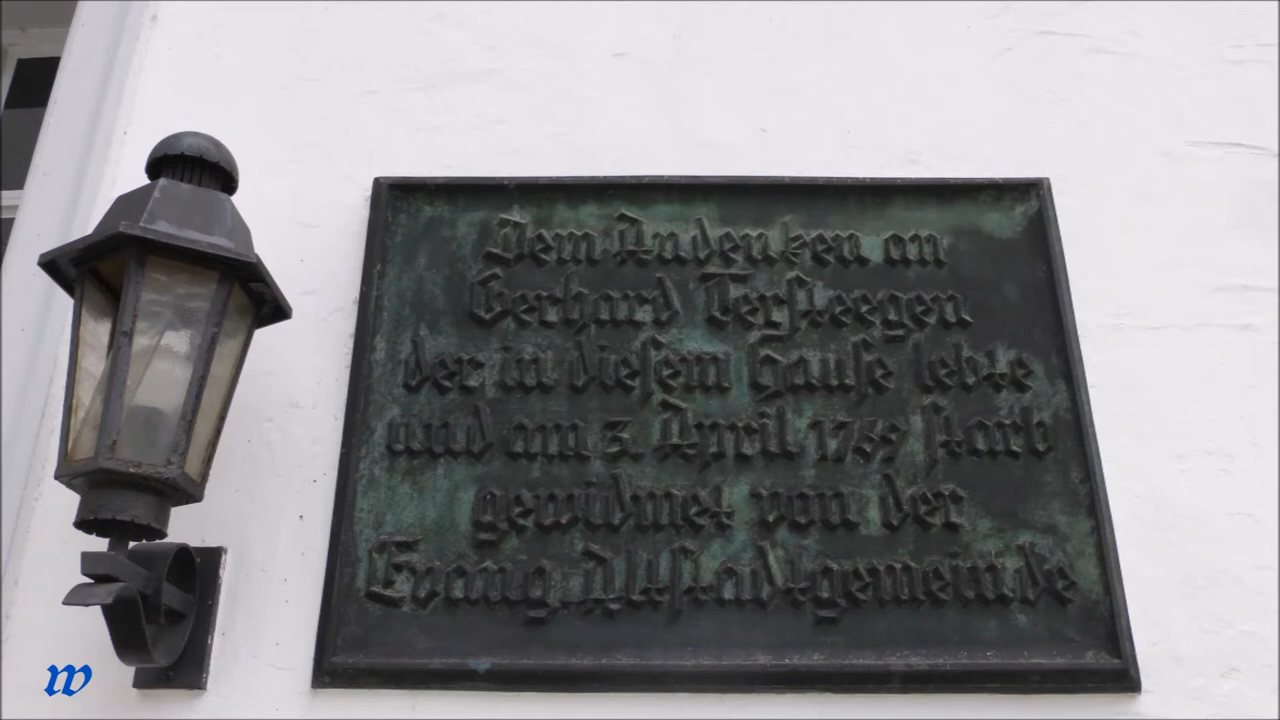 Dem Andenken an
Gerhard Tersteegen
der in diesem Hause lebte
und am 3. April 1769 starb
gewidmet von der
Evang. Altstadtgemeinde
w